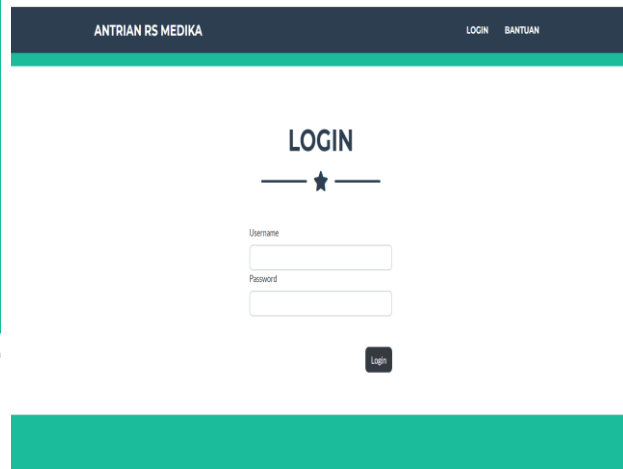 ANTRIAN RS MEDIKA
LOGIN BANTUAN
LOGIN
Username
Password
Login